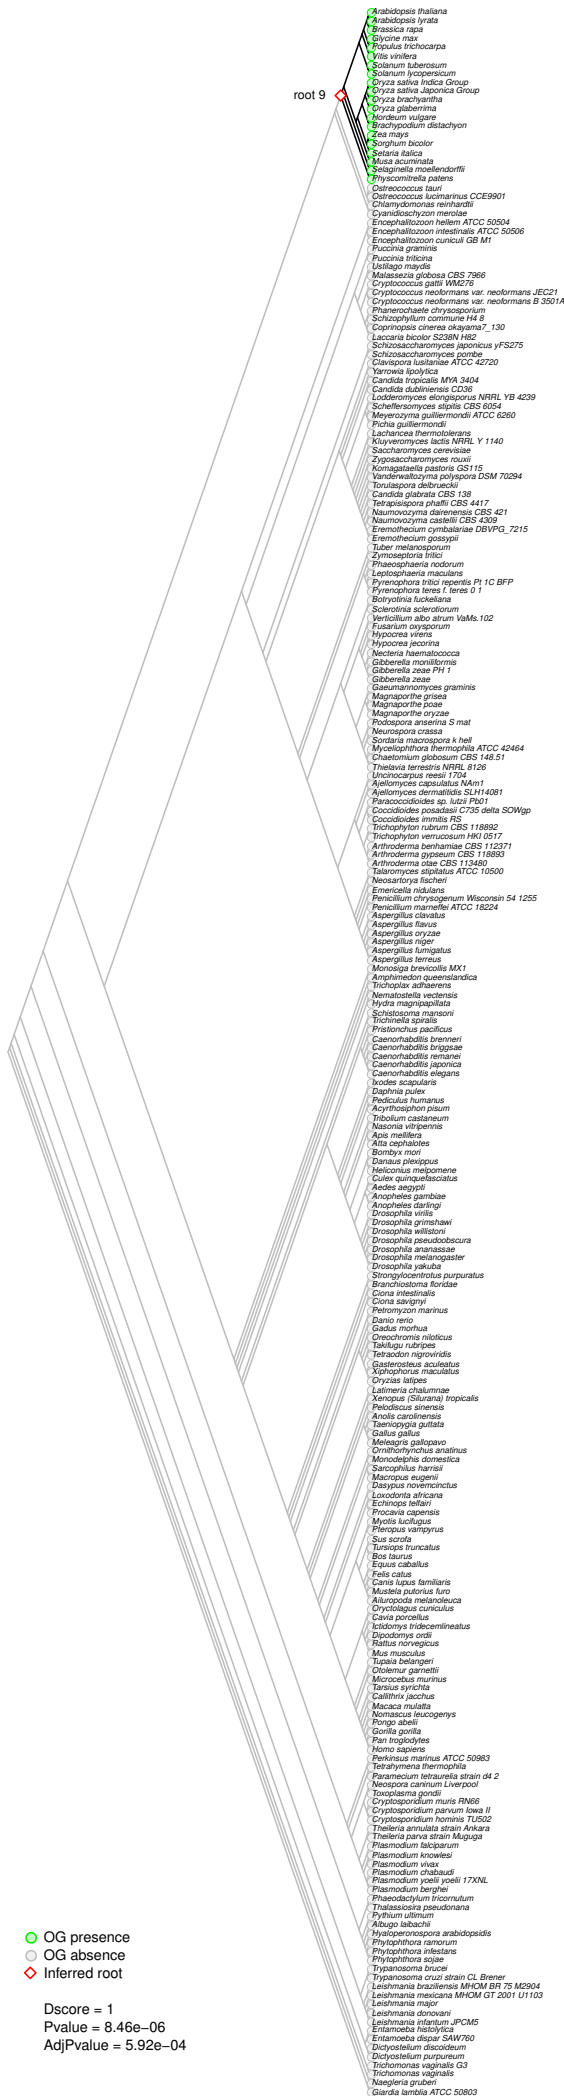 Arabidopsis thaliana
Arabidopsis lyrata
Brassica rapa
Glycine max
Populus trichocarpa
Vitis vinifera
Solanum tuberosum
Solanum lycopersicum
Oryza sativa Indica Group
Oryza sativa Japonica Group
root 9
Oryza brachyantha
Oryza glaberrima
Hordeum vulgare
Brachypodium distachyon
Zea mays
Sorghum bicolor
Setaria italica
Musa acuminata
Selaginella moellendorffii
Physcomitrella patens
Ostreococcus tauri
Ostreococcus lucimarinus CCE9901
Chlamydomonas reinhardtii
Cyanidioschyzon merolae
Encephalitozoon hellem ATCC 50504
Encephalitozoon intestinalis ATCC 50506
Encephalitozoon cuniculi GB M1
Puccinia graminis
Puccinia triticina
Ustilago maydis
Malassezia globosa CBS 7966
Cryptococcus gattii WM276
Cryptococcus neoformans var. neoformans JEC21
Cryptococcus neoformans var. neoformans B 3501A
Phanerochaete chrysosporium
Schizophyllum commune H4 8
Coprinopsis cinerea okayama7_130
Laccaria bicolor S238N H82
Schizosaccharomyces japonicus yFS275
Schizosaccharomyces pombe
Clavispora lusitaniae ATCC 42720
Yarrowia lipolytica
Candida tropicalis MYA 3404
Candida dubliniensis CD36
Lodderomyces elongisporus NRRL YB 4239
Scheffersomyces stipitis CBS 6054
Meyerozyma guilliermondii ATCC 6260
Pichia guilliermondii
Lachancea thermotolerans
Kluyveromyces lactis NRRL Y 1140
Saccharomyces cerevisiae
Zygosaccharomyces rouxii
Komagataella pastoris GS115
Vanderwaltozyma polyspora DSM 70294
Torulaspora delbrueckii
Candida glabrata CBS 138
Tetrapisispora phaffii CBS 4417
Naumovozyma dairenensis CBS 421
Naumovozyma castellii CBS 4309
Eremothecium cymbalariae DBVPG_7215
Eremothecium gossypii
Tuber melanosporum
Zymoseptoria tritici
Phaeosphaeria nodorum
Leptosphaeria maculans
Pyrenophora tritici repentis Pt 1C BFP
Pyrenophora teres f. teres 0 1
Botryotinia fuckeliana
Sclerotinia sclerotiorum
Verticillium albo atrum VaMs.102
Fusarium oxysporum
Hypocrea virens
Hypocrea jecorina
Necteria haematococca
Gibberella moniliformis
Gibberella zeae PH 1
Gibberella zeae
Gaeumannomyces graminis
Magnaporthe grisea
Magnaporthe poae
Magnaporthe oryzae
Podospora anserina S mat
Neurospora crassa
Sordaria macrospora k hell
Myceliophthora thermophila ATCC 42464
Chaetomium globosum CBS 148.51
Thielavia terrestris NRRL 8126
Uncinocarpus reesii 1704
Ajellomyces capsulatus NAm1
Ajellomyces dermatitidis SLH14081
Paracoccidioides sp. lutzii Pb01
Coccidioides posadasii C735 delta SOWgp
Coccidioides immitis RS
Trichophyton rubrum CBS 118892
Trichophyton verrucosum HKI 0517
Arthroderma benhamiae CBS 112371
Arthroderma gypseum CBS 118893
Arthroderma otae CBS 113480
Talaromyces stipitatus ATCC 10500
Neosartorya fischeri
Emericella nidulans
Penicillium chrysogenum Wisconsin 54 1255
Penicillium marneffei ATCC 18224
Aspergillus clavatus
Aspergillus flavus
Aspergillus oryzae
Aspergillus niger
Aspergillus fumigatus
Aspergillus terreus
Monosiga brevicollis MX1
Amphimedon queenslandica
Trichoplax adhaerens
Nematostella vectensis
Hydra magnipapillata
Schistosoma mansoni
Trichinella spiralis
Pristionchus pacificus
Caenorhabditis brenneri
Caenorhabditis briggsae
Caenorhabditis remanei
Caenorhabditis japonica
Caenorhabditis elegans
Ixodes scapularis
Daphnia pulex
Pediculus humanus
Acyrthosiphon pisum
Tribolium castaneum
Nasonia vitripennis
Apis mellifera
Atta cephalotes
Bombyx mori
Danaus plexippus
Heliconius melpomene
Culex quinquefasciatus
Aedes aegypti
Anopheles gambiae
Anopheles darlingi
Drosophila virilis
Drosophila grimshawi
Drosophila willistoni
Drosophila pseudoobscura
Drosophila ananassae
Drosophila melanogaster
Drosophila yakuba
Strongylocentrotus purpuratus
Branchiostoma floridae
Ciona intestinalis
Ciona savignyi
Petromyzon marinus
Danio rerio
Gadus morhua
Oreochromis niloticus
Takifugu rubripes
Tetraodon nigroviridis
Gasterosteus aculeatus
Xiphophorus maculatus
Oryzias latipes
Latimeria chalumnae
Xenopus (Silurana) tropicalis
Pelodiscus sinensis
Anolis carolinensis
Taeniopygia guttata
Gallus gallus
Meleagris gallopavo
Ornithorhynchus anatinus
Monodelphis domestica
Sarcophilus harrisii
Macropus eugenii
Dasypus novemcinctus
Loxodonta africana
Echinops telfairi
Procavia capensis
Myotis lucifugus
Pteropus vampyrus
Sus scrofa
Tursiops truncatus
Bos taurus
Equus caballus
Felis catus
Canis lupus familiaris
Mustela putorius furo
Ailuropoda melanoleuca
Oryctolagus cuniculus
Cavia porcellus
Ictidomys tridecemlineatus
Dipodomys ordii
Rattus norvegicus
Mus musculus
Tupaia belangeri
Otolemur garnettii
Microcebus murinus
Tarsius syrichta
Callithrix jacchus
Macaca mulatta
Nomascus leucogenys
Pongo abelii
Gorilla gorilla
Pan troglodytes
Homo sapiens
Perkinsus marinus ATCC 50983
Tetrahymena thermophila
Paramecium tetraurelia strain d4 2
Neospora caninum Liverpool
Toxoplasma gondii
Cryptosporidium muris RN66
Cryptosporidium parvum Iowa II
Cryptosporidium hominis TU502
Theileria annulata strain Ankara
Theileria parva strain Muguga
Plasmodium falciparum
Plasmodium knowlesi
Plasmodium vivax
Plasmodium chabaudi
Plasmodium yoelii yoelii 17XNL
Plasmodium berghei
Phaeodactylum tricornutum
Thalassiosira pseudonana
Pythium ultimum
Albugo laibachii
Hyaloperonospora arabidopsidis
Phytophthora ramorum
Phytophthora infestans
Phytophthora sojae
Trypanosoma brucei
Trypanosoma cruzi strain CL Brener
Leishmania braziliensis MHOM BR 75 M2904
Leishmania mexicana MHOM GT 2001 U1103
Leishmania major
Leishmania donovani
Leishmania infantum JPCM5
Entamoeba histolytica
Entamoeba dispar SAW760
Dictyostelium discoideum
Dictyostelium purpureum
Trichomonas vaginalis G3
Trichomonas vaginalis
Naegleria gruberi
Giardia lamblia ATCC 50803
OG presence
OG absence
Inferred root
Dscore = 1
Pvalue = 8.46e−06
AdjPvalue = 5.92e−04